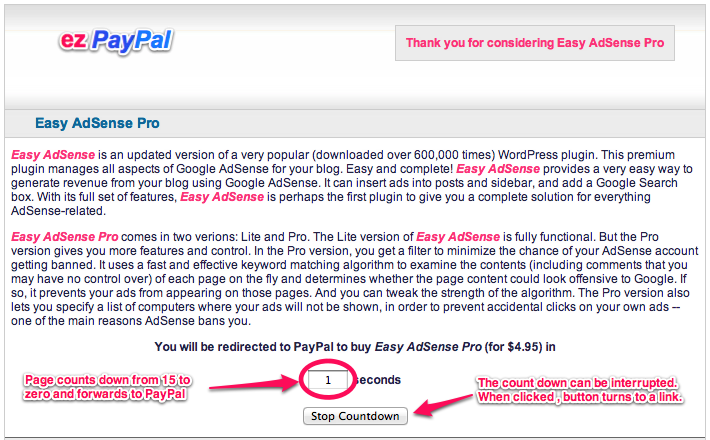 ez PayPal
Thank you for considering Easy AdSense Pro
Easy AdSense Pro
Easy AdSense is an updated version of a very popular (downloaded over 600,000 times) WordPress plugin. This premium
plugin manages all aspects of Google AdSense for your blog. Easy and complete! Easy AdSense provides a very easy way to
generate revenue from your blog using Google AdSense. It can insert ads into posts and sidebar, and add a Google Search
box. With its full set of features, Easy AdSense is perhaps the first plugin to give you a complete solution for everything
AdSense-related.
Easy AdSense Pro comes in two verions: Lite and Pro. The Lite version of Easy AdSense is fully functional. But the Pro
version gives you more features and control. In the Pro version, you get a filter to minimize the chance of your AdSense account
getting banned. It uses a fast and effective keyword matching algorithm to examine the contents (including comments that you
may have no control over) of each page on the fly and determines whether the page content could look offensive to Google. If
so, it prevents your ads from appearing on those pages. And you can tweak the strength of the algorithm. The Pro version also
lets you specify a list of computers where your ads will not be shown, in order to prevent accidental clicks on your own ads --
one of the main reasons AdSense bans you.
You will be redirected to PayPal to buy Easy AdSense Pro (for $4.95) in
Page counts down from 15 to
zero and forwards to PayPal
1 seconds
The count down can be interrupted.
When clicked , button turns to a link.
Stop Countdown